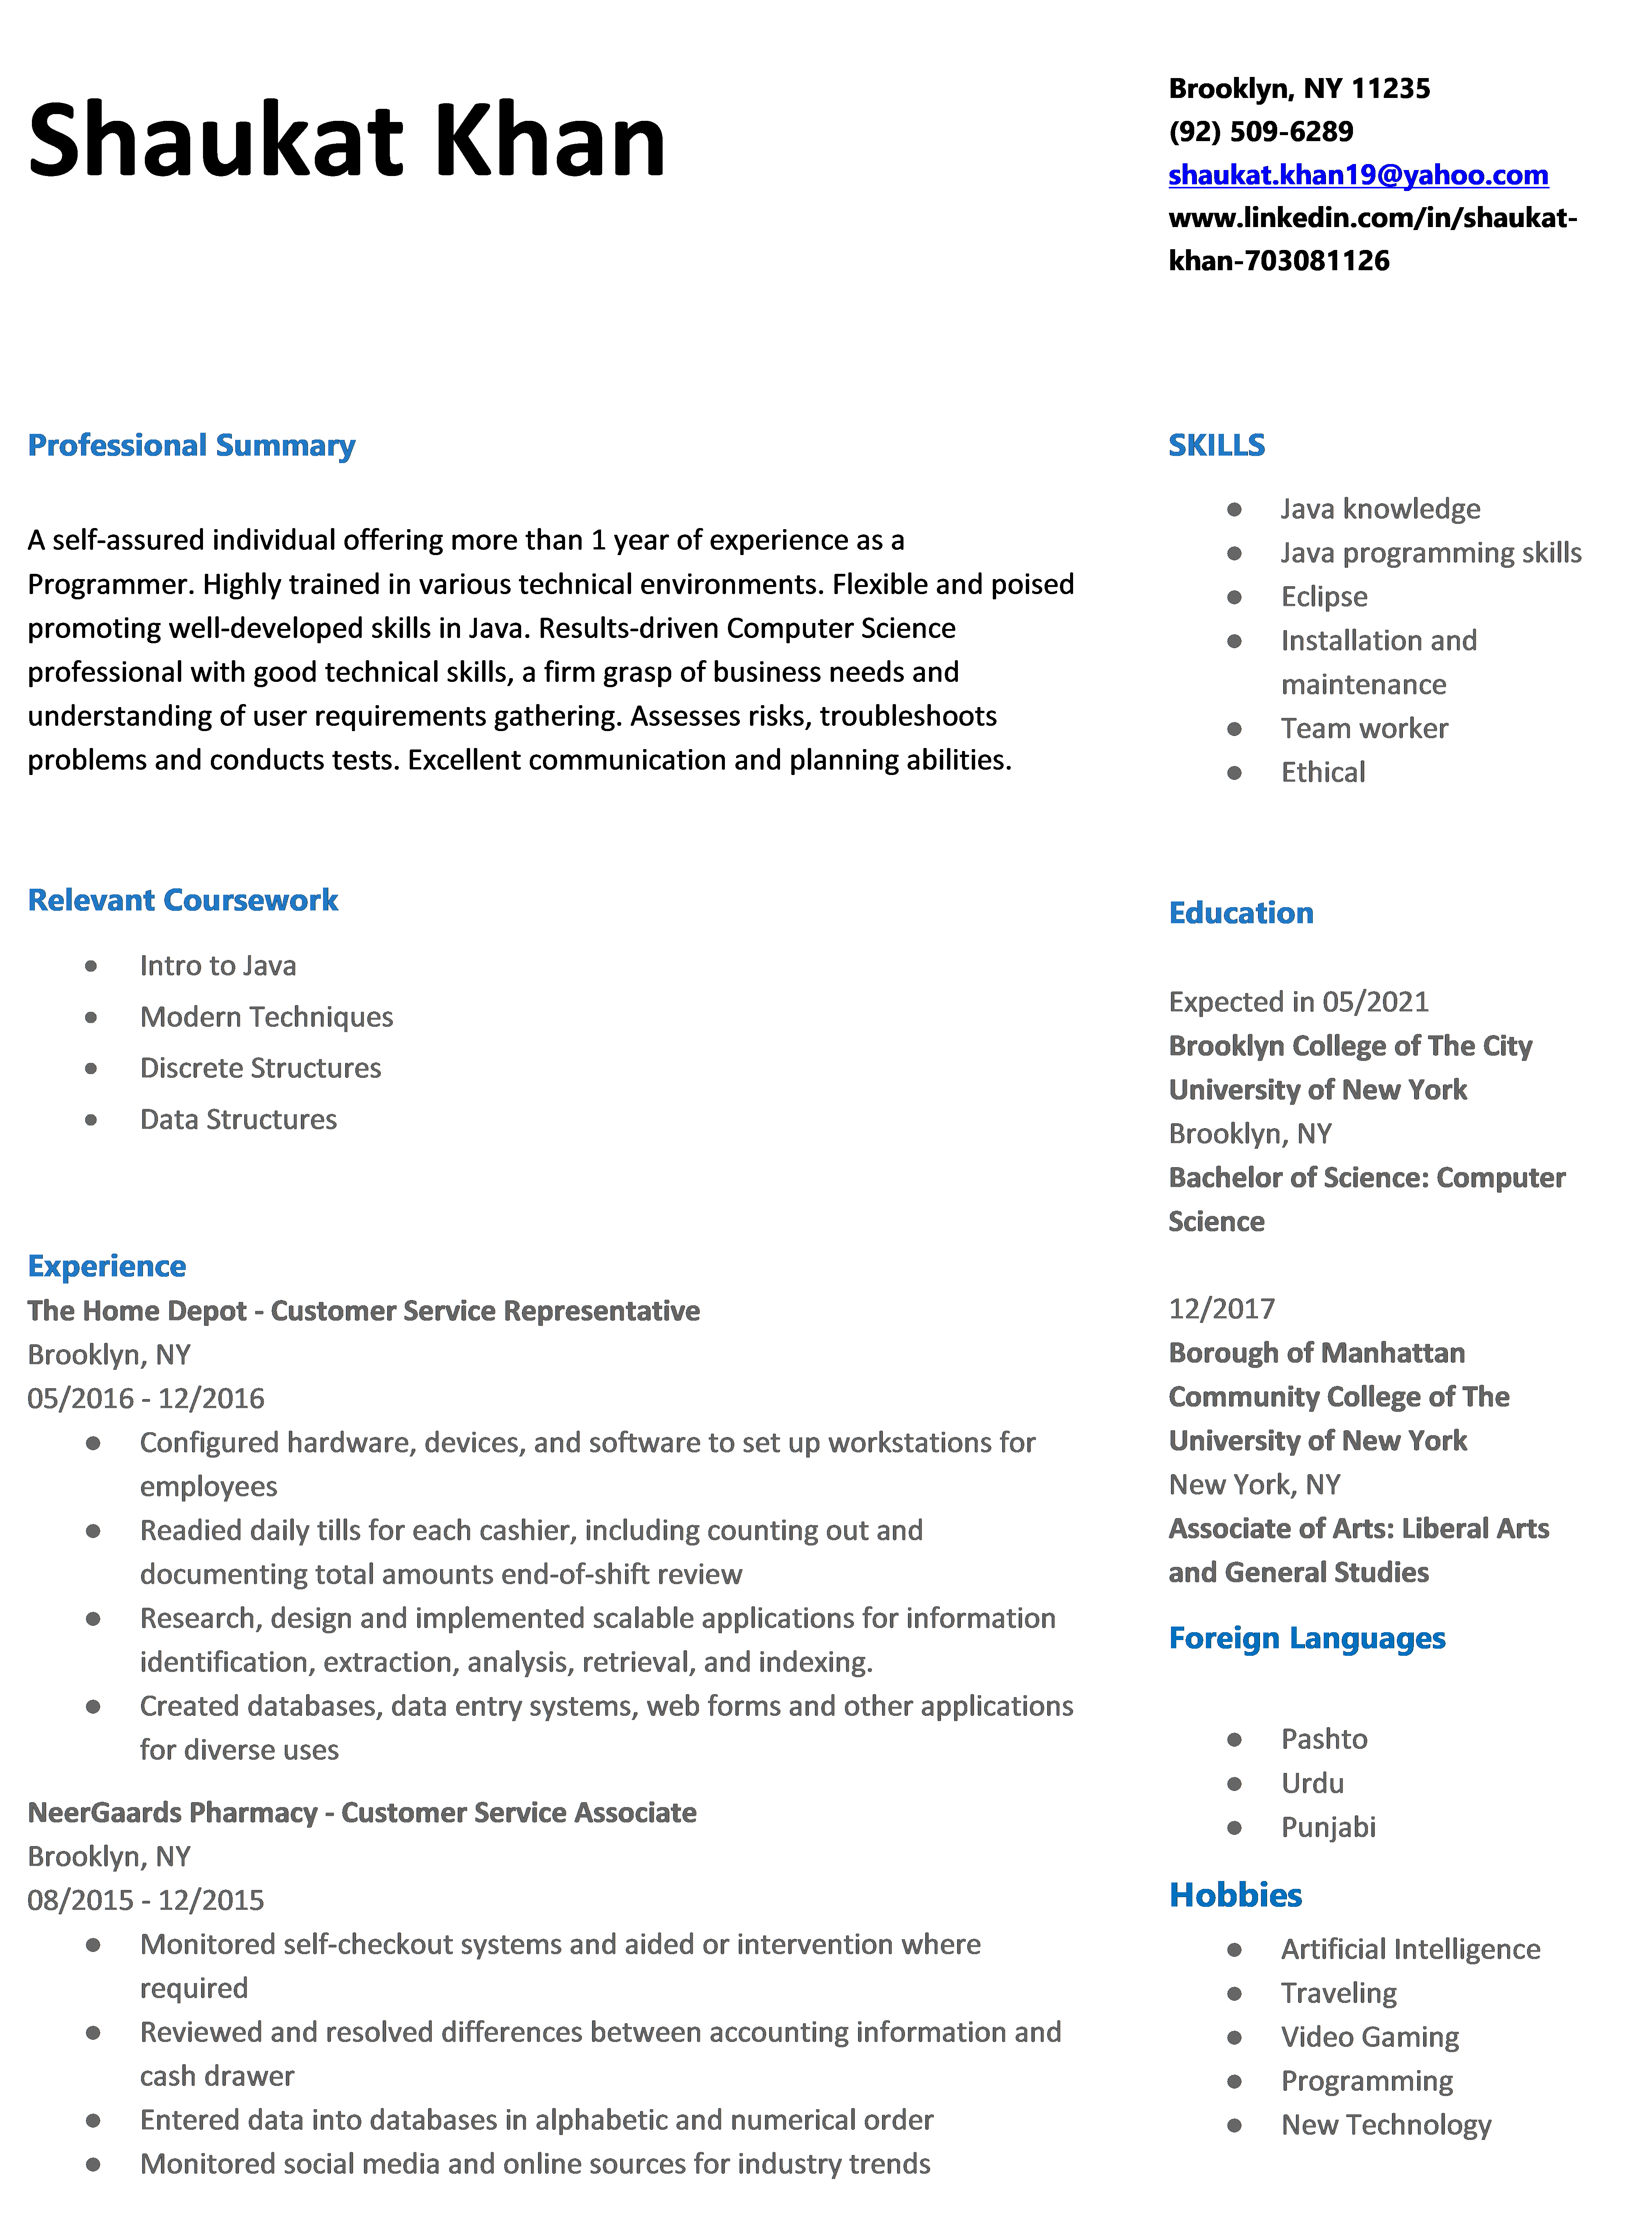 Shaukat Khan
Brooklyn, NY 11235
(92) 509-6289
shaukat.khan19@yahoo.com
www.linkedin.com/in/shaukat-
khan-703081126
Professional Summary
A self-assured individual offering more than 1 year of experience as a
Programmer. Highly trained in various technical environments. Flexible and poised
promoting well-developed skills in Java. Results-driven Computer Science
professional with good technical skills, a firm grasp of business needs and
understanding of user requirements gathering. Assesses risks, troubleshoots
problems and conducts tests. Excellent communication and planning abilities.
Relevant Coursework
• Intro to Java
• Modern Techniques
• Discrete Structures
• Data Structures
Experience
The Home Depot - Customer Service Representative
Brooklyn, NY
05/2016 - 12/2016
● Configured hardware, devices, and software to set up workstations for
employees
● Readied daily tills for each cashier, including counting out and
documenting total amounts end-of-shift review
● Research, design and implemented scalable applications for information
identification, extraction, analysis, retrieval, and indexing.
● Created databases, data entry systems, web forms and other applications
for diverse uses
NeerGaards Pharmacy - Customer Service Associate
Brooklyn, NY
08/2015 - 12/2015
● Monitored self-checkout systems and aided or intervention where
required
● Reviewed and resolved differences between accounting information and
cash drawer
● Entered data into databases in alphabetic and numerical order
● Monitored social media and online sources for industry trends
SKILLS
● Java knowledge
● Java programming skills
● Eclipse
● Installation and
maintenance
● Team worker
● Ethical
Education
Expected in 05/2021
Brooklyn College of The City
University of New York
Brooklyn, NY
Bachelor of Science: Computer
Science
12/2017
Borough of Manhattan
Community College of The
University of New York
New York, NY
Associate of Arts: Liberal Arts
and General Studies
Foreign Languages
● Pashto
● Urdu
● Punjabi
Hobbies
● Artificial Intelligence
● Traveling
● Video Gaming
● Programming
● New Technology